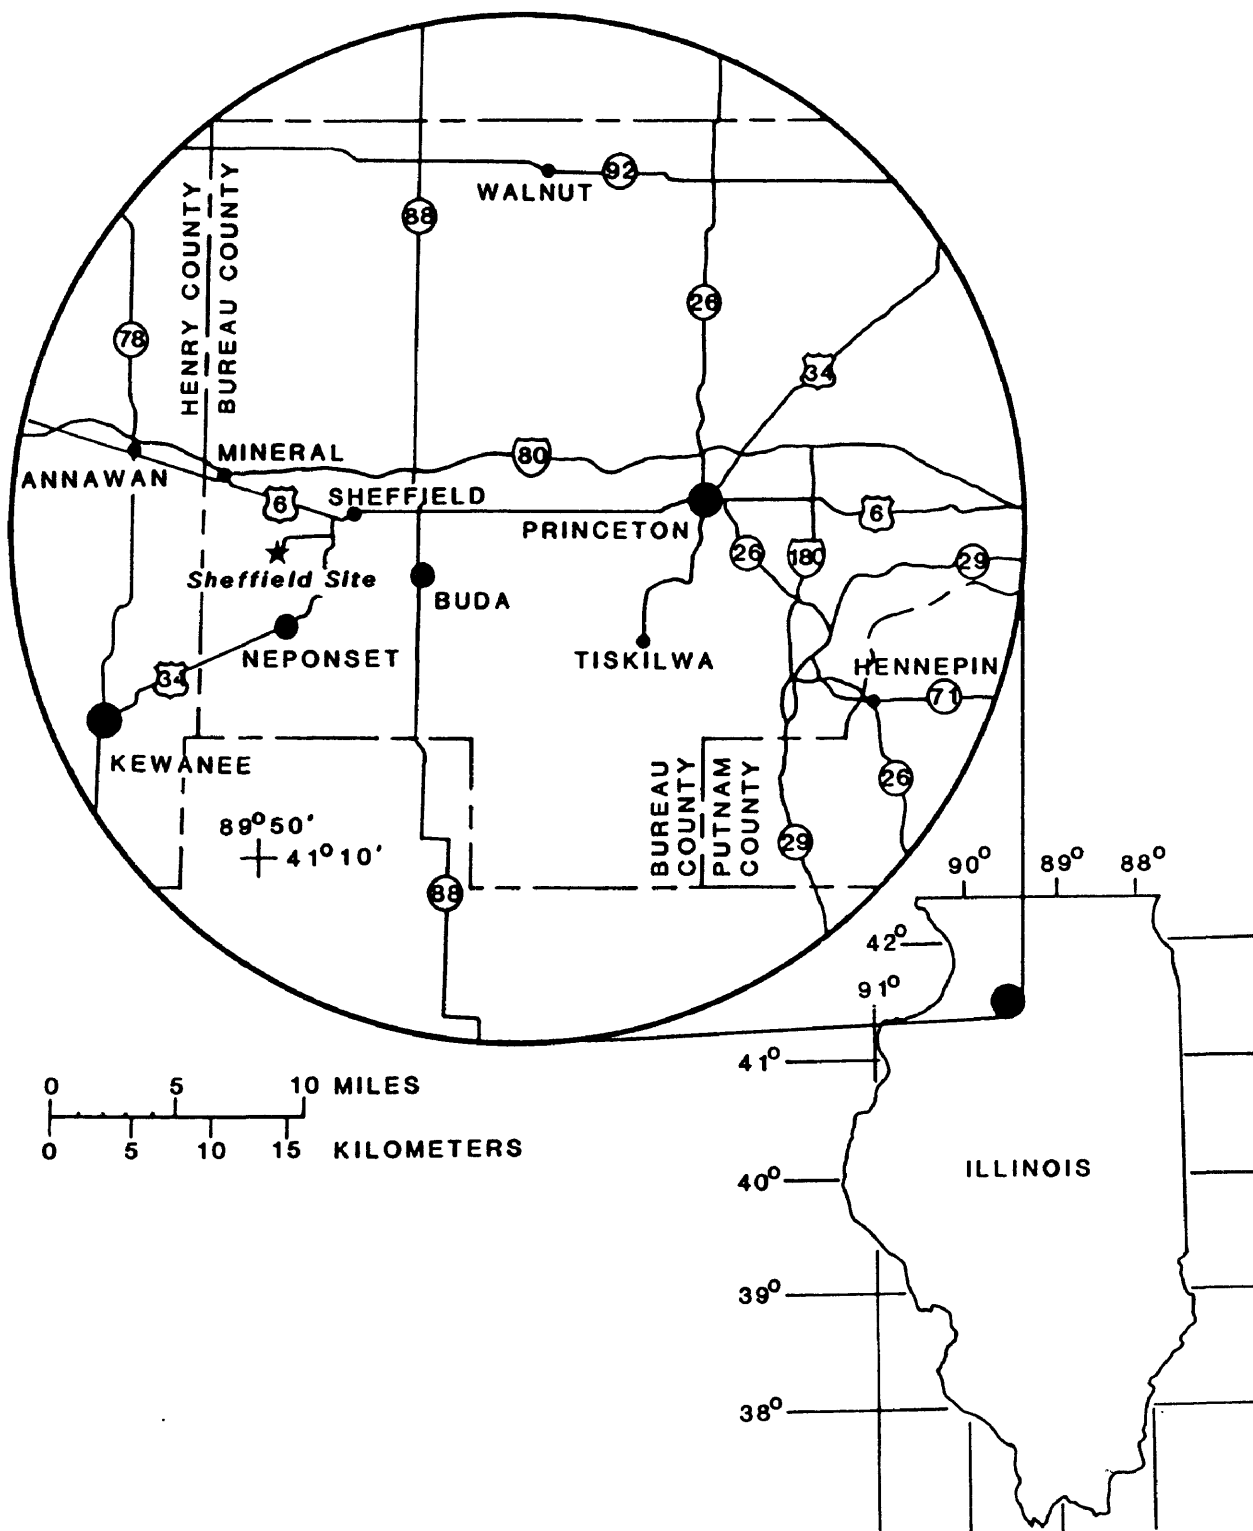 WALNUT
92
88
HENRY COUNTY
BUREAU COUNTY
26
78
34
MINERAL
80
ANNAWAN
6
SHEFFIELD
PRINCETON
6
26
180
29
Sheffield Site
BUDA
NEPONSET
TISKILWA
HENNEPIN
34
71
KEWANEE
26
BUREAU COUNTY
PUTNAM COUNTY
89°50'
41°10'
29
88
90° 89° 88°
42°
91°
41°
0 5 10 MILES
0 5 10 15 KILOMETERS
ILLINOIS
40°
39°
38°